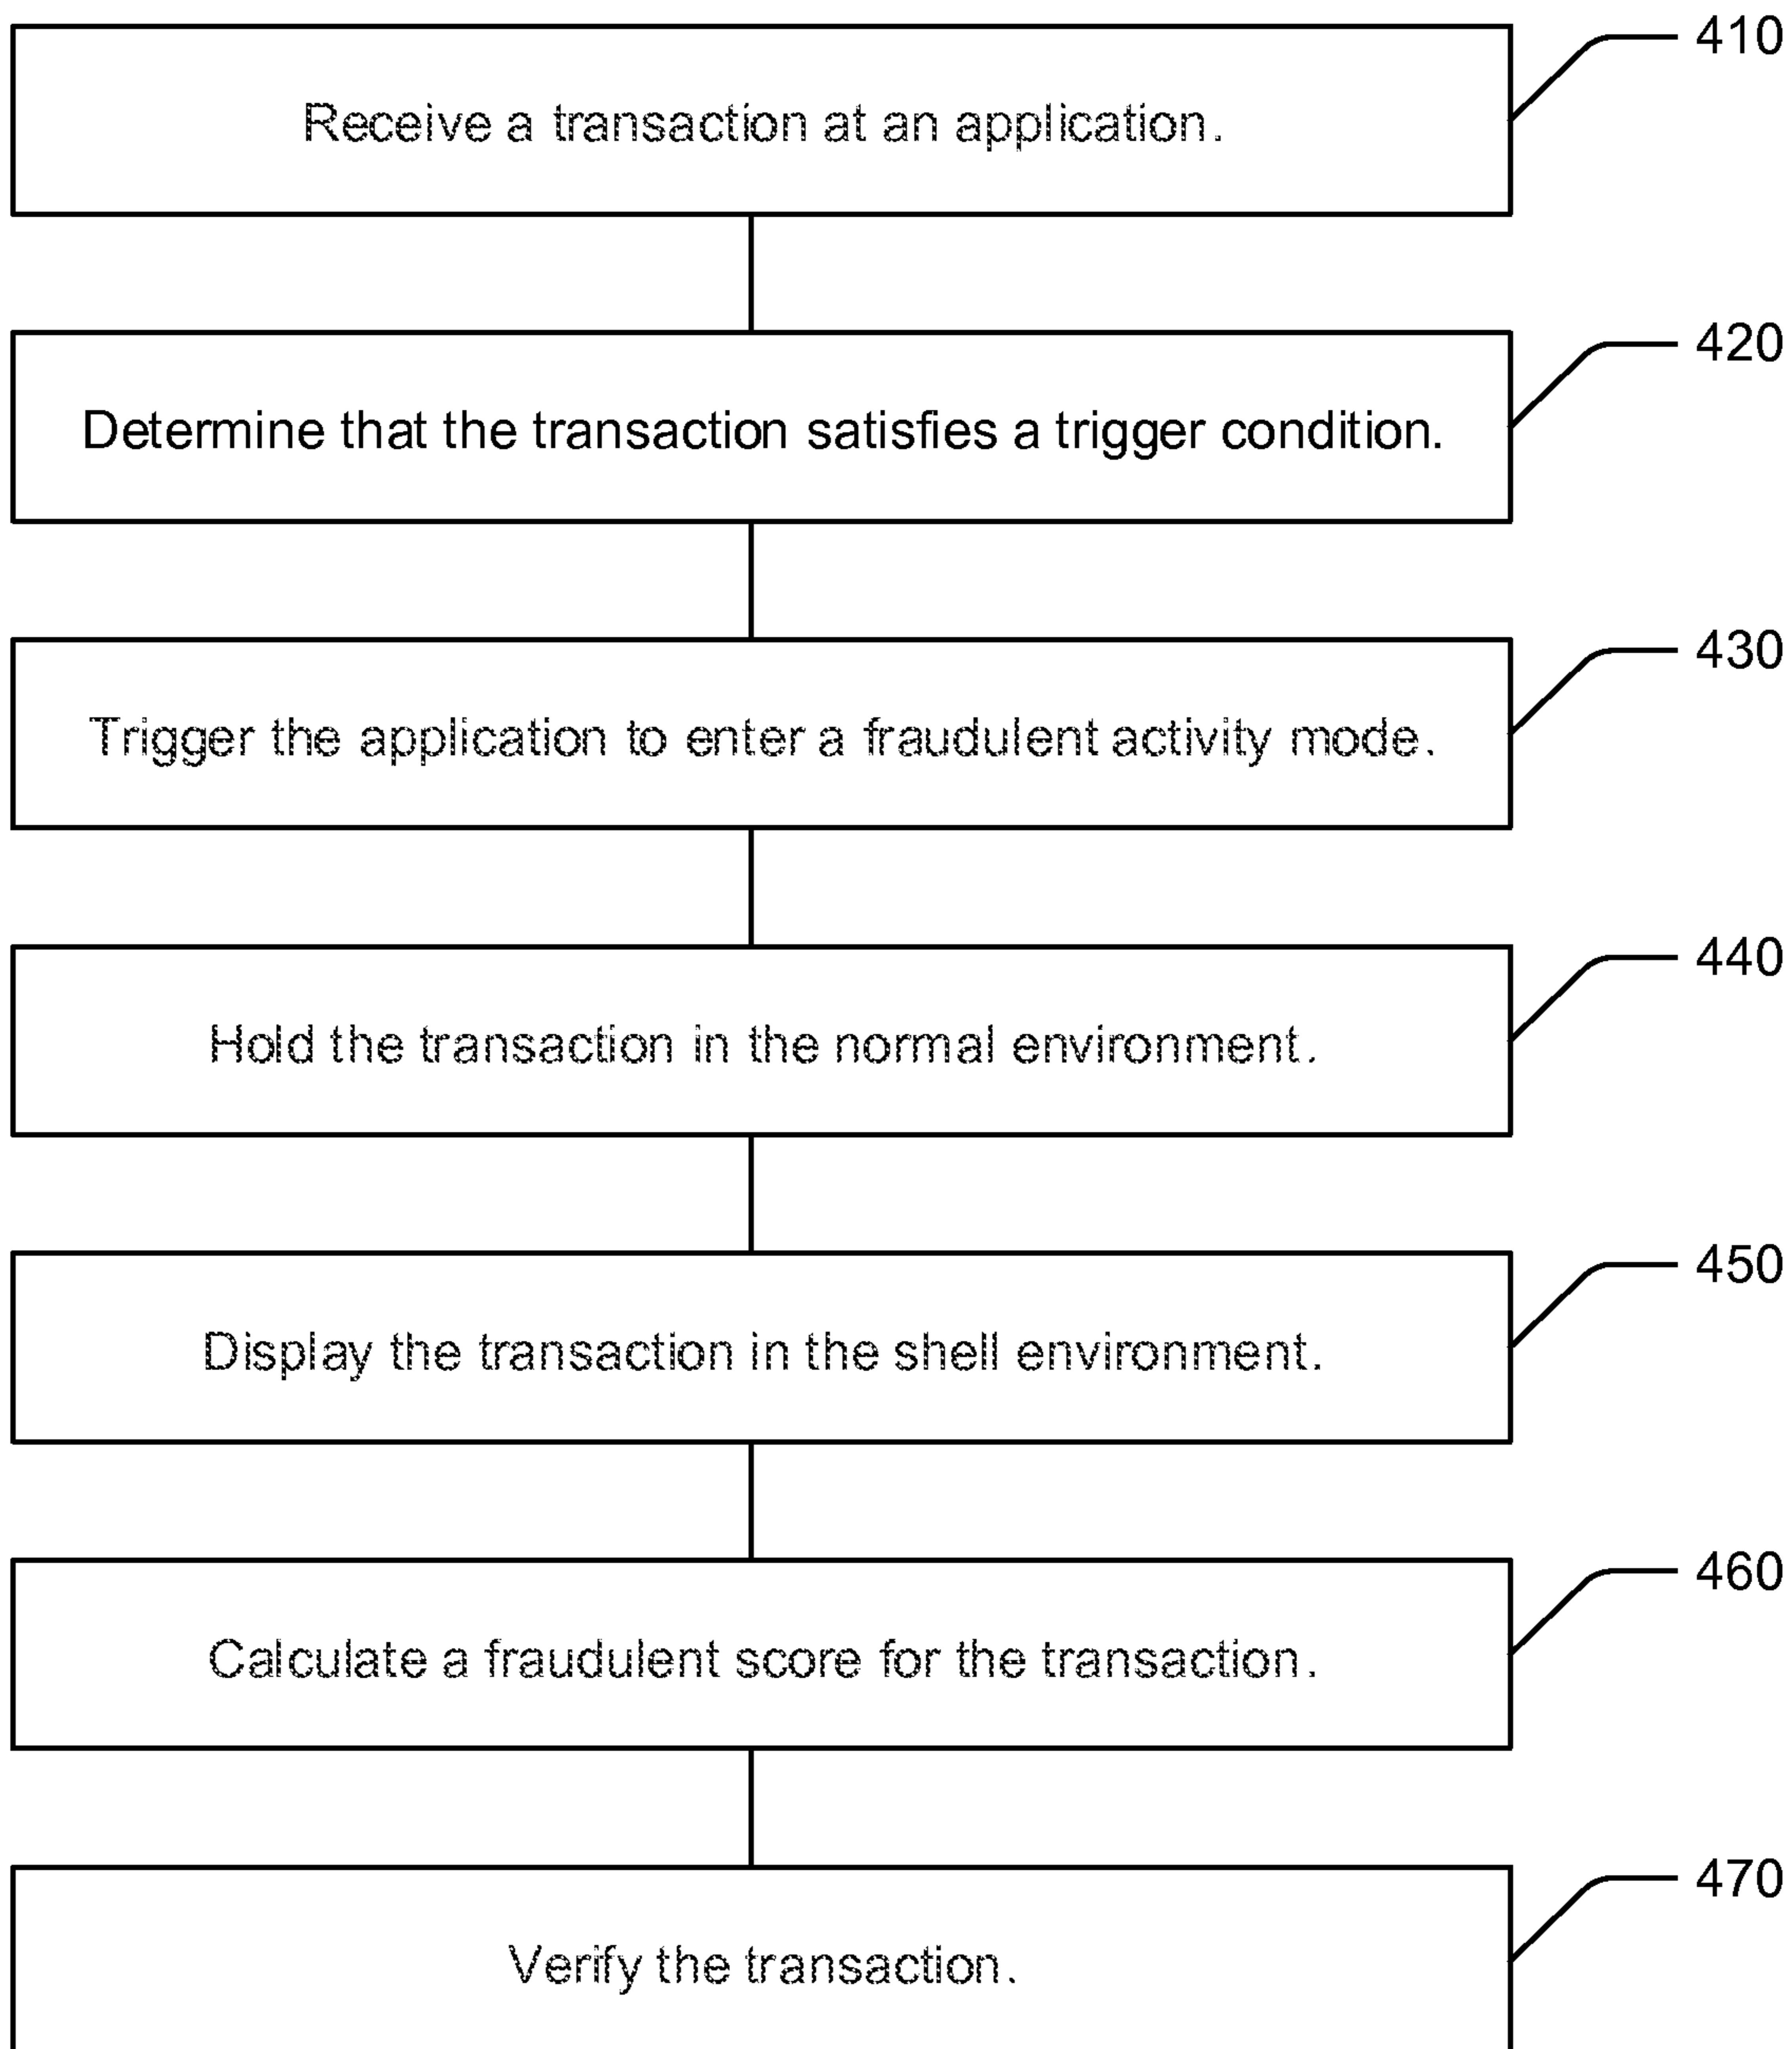 410
Receive a transaction at an application.
420
Determine that the transaction satisfies a trigger condition.
430
Trigger the application to enter a fraudulent activity mode.
440
Hold the transaction in the normal environment.
450
Display the transaction in the shell environment.
460
Calculate a fraudulent score for the transaction.
470
Verify the transaction.